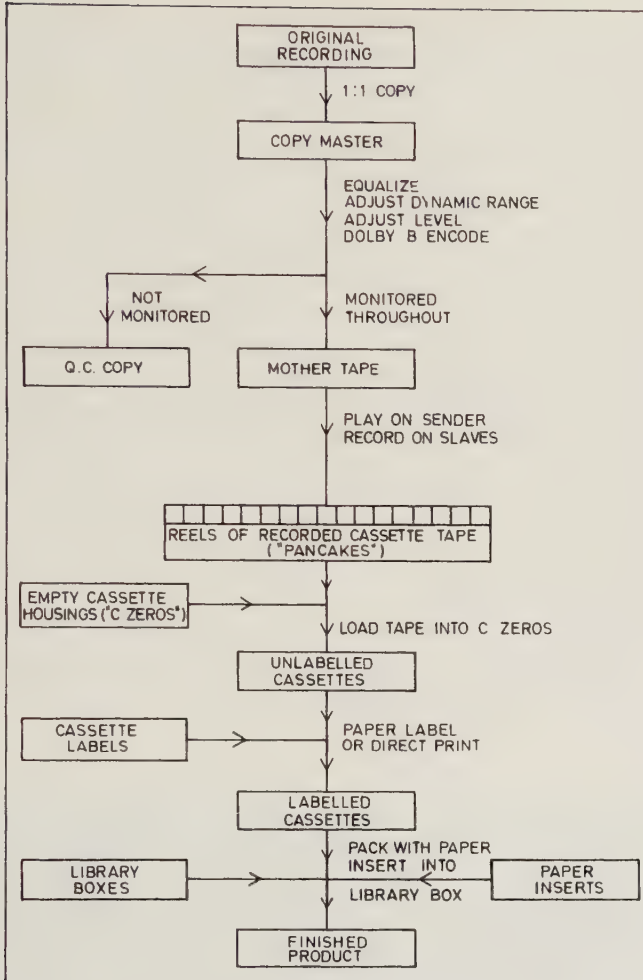 ORIGINAL
RECORDING
1:1 COPY
COPY MASTER
EQUALIZE
ADJUST DYNAMIC RANGE
ADJUST LEVEL
DOLBY B ENCODE
NOT
MONITORED
MONITORED
THROUGHOUT
Q.C. COPY
MOTHER TAPE
PLAY ON SENDER
RECORD ON SLAVES
REELS OF RECORDED CASSETTE TAPE
("PANCAKES")
EMPTY CASSETTE
HOUSINGS ("C ZEROS")
LOAD TAPE INTO C ZEROS
UNLABELLED
CASSETTES
CASSETTE
LABELS
PAPER LABEL
OR DIRECT PRINT
LABELLED
CASSETTES
PACK WITH PAPER
INSERT INTO
LIBRARY BOX
LIBRARY
BOXES
PAPER
INSERTS
FINISHED
PRODUCT